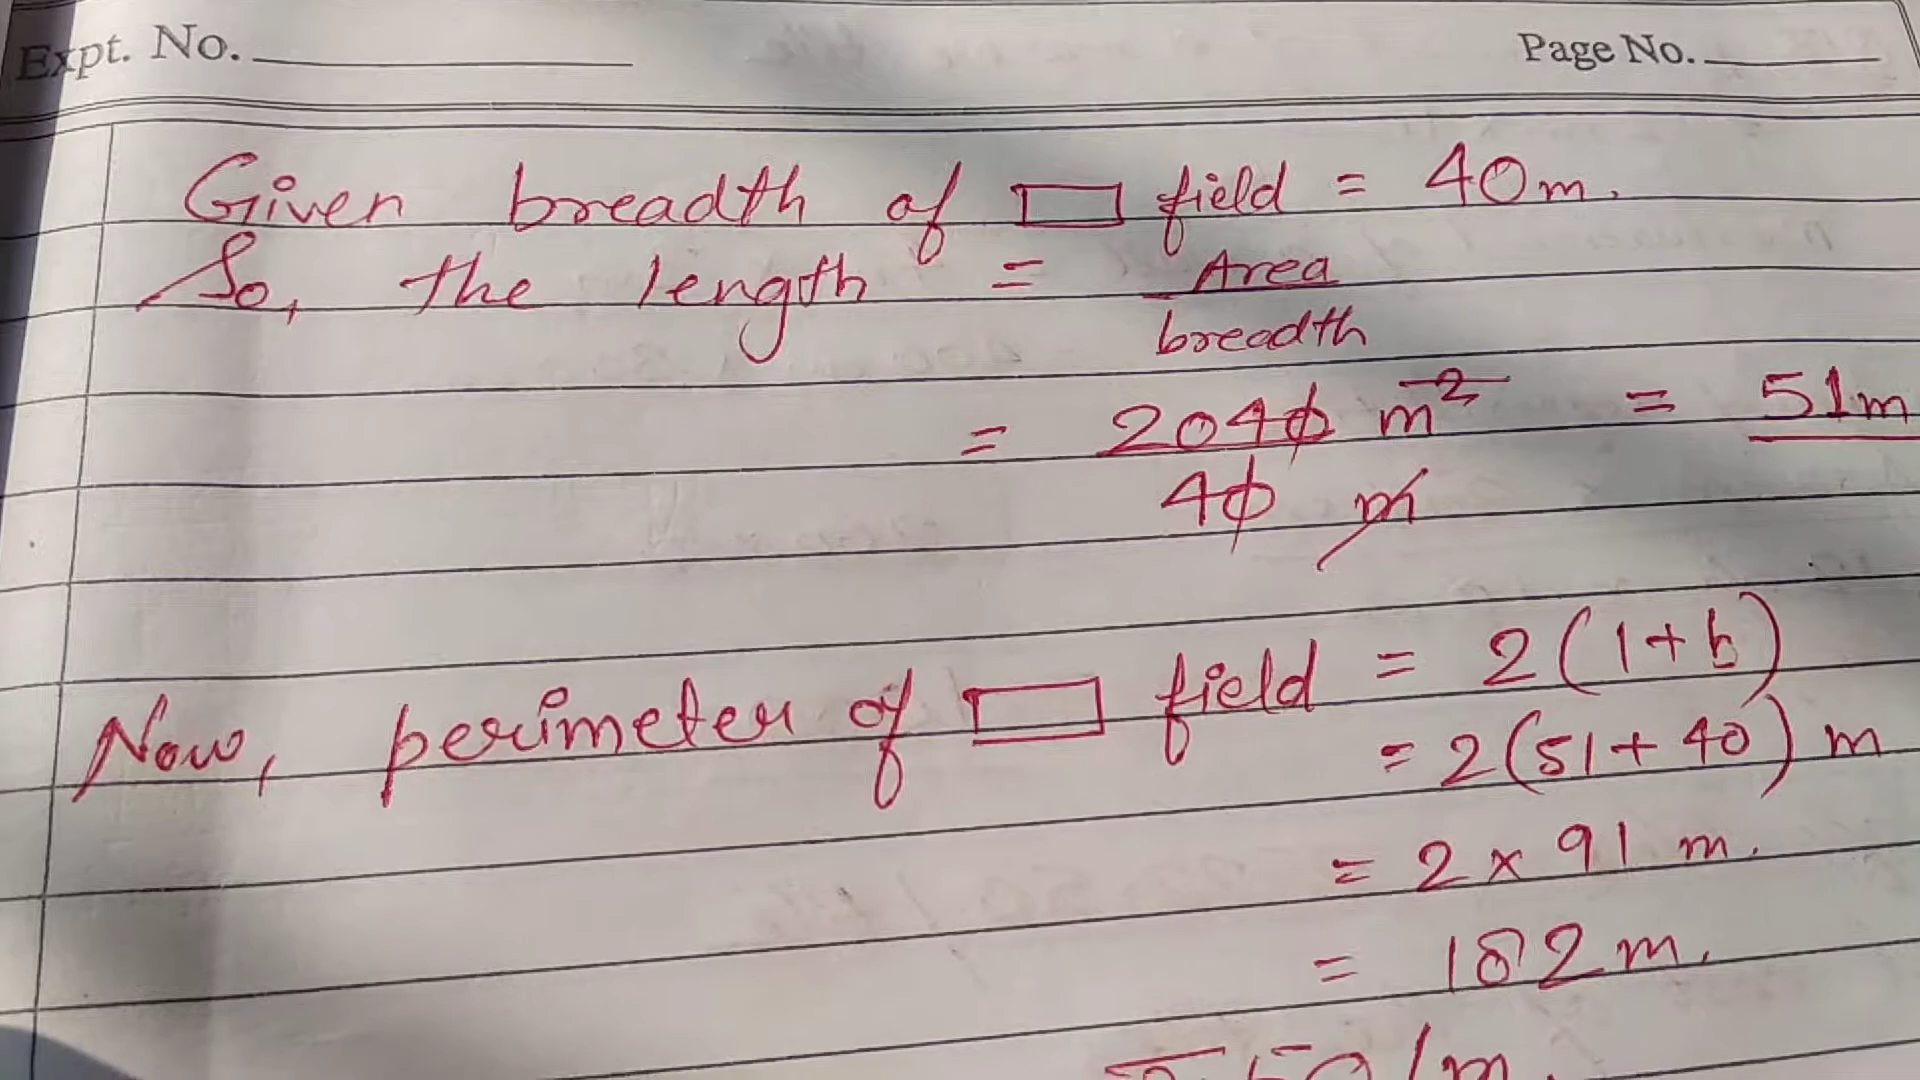 Expt. No.
Page No.
Given breadth of field = 40m.
So, the length = Area
breadth
= 2040 m² = 51m
40 m
Now, perimeter of field = 2(l+b)
= 2(51+40) m
= 2 x 91 m.
= 182 m.